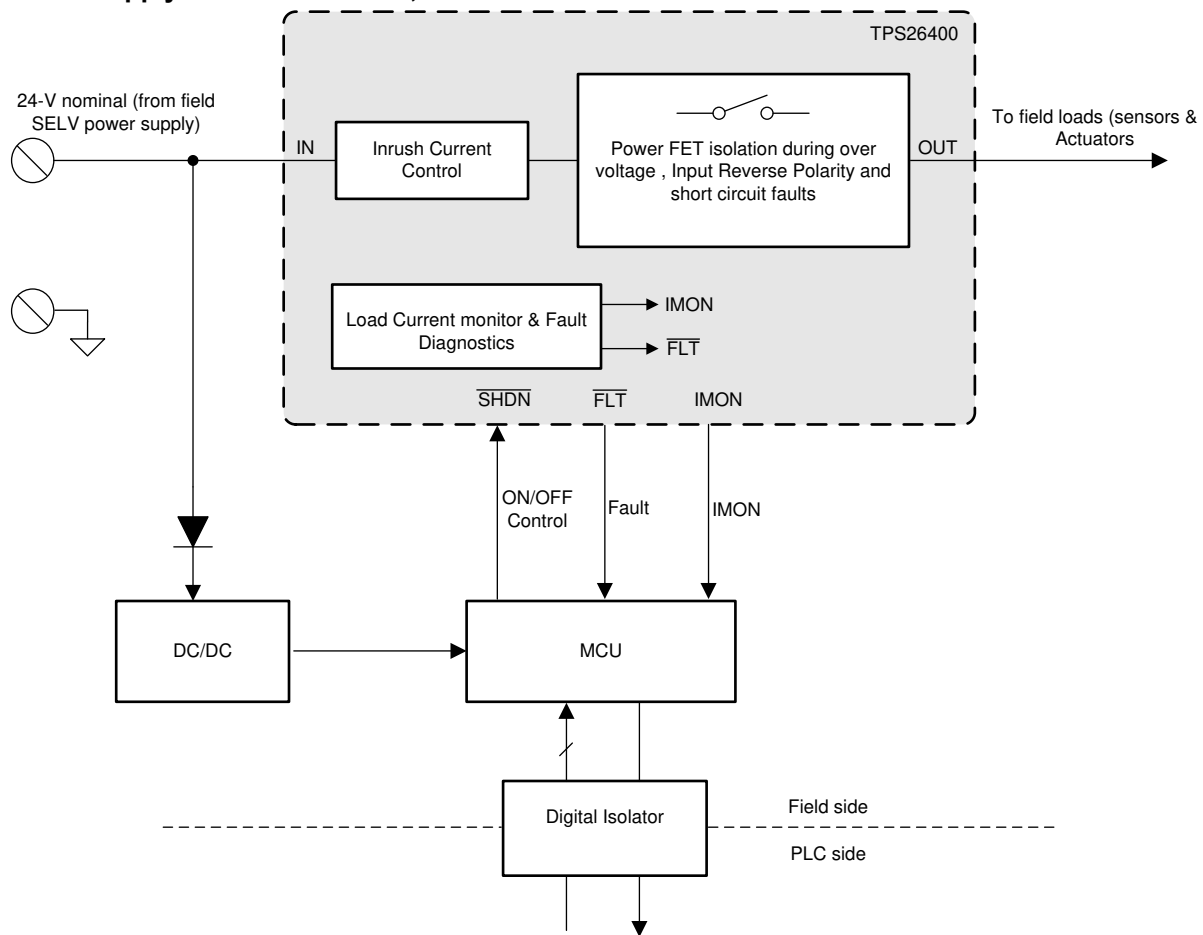 TPS26400
24-V nominal (from field
SELV power supply)
IN
Inrush Current
Control
Power FET isolation during over
voltage , Input Reverse Polarity and
short circuit faults
OUT
To field loads (sensors &
Actuators
Load Current monitor & Fault
Diagnostics
IMON
FLT
SHDN
FLT
IMON
ON/OFF
Control
Fault
IMON
DC/DC
MCU
Digital Isolator
Field side
PLC side